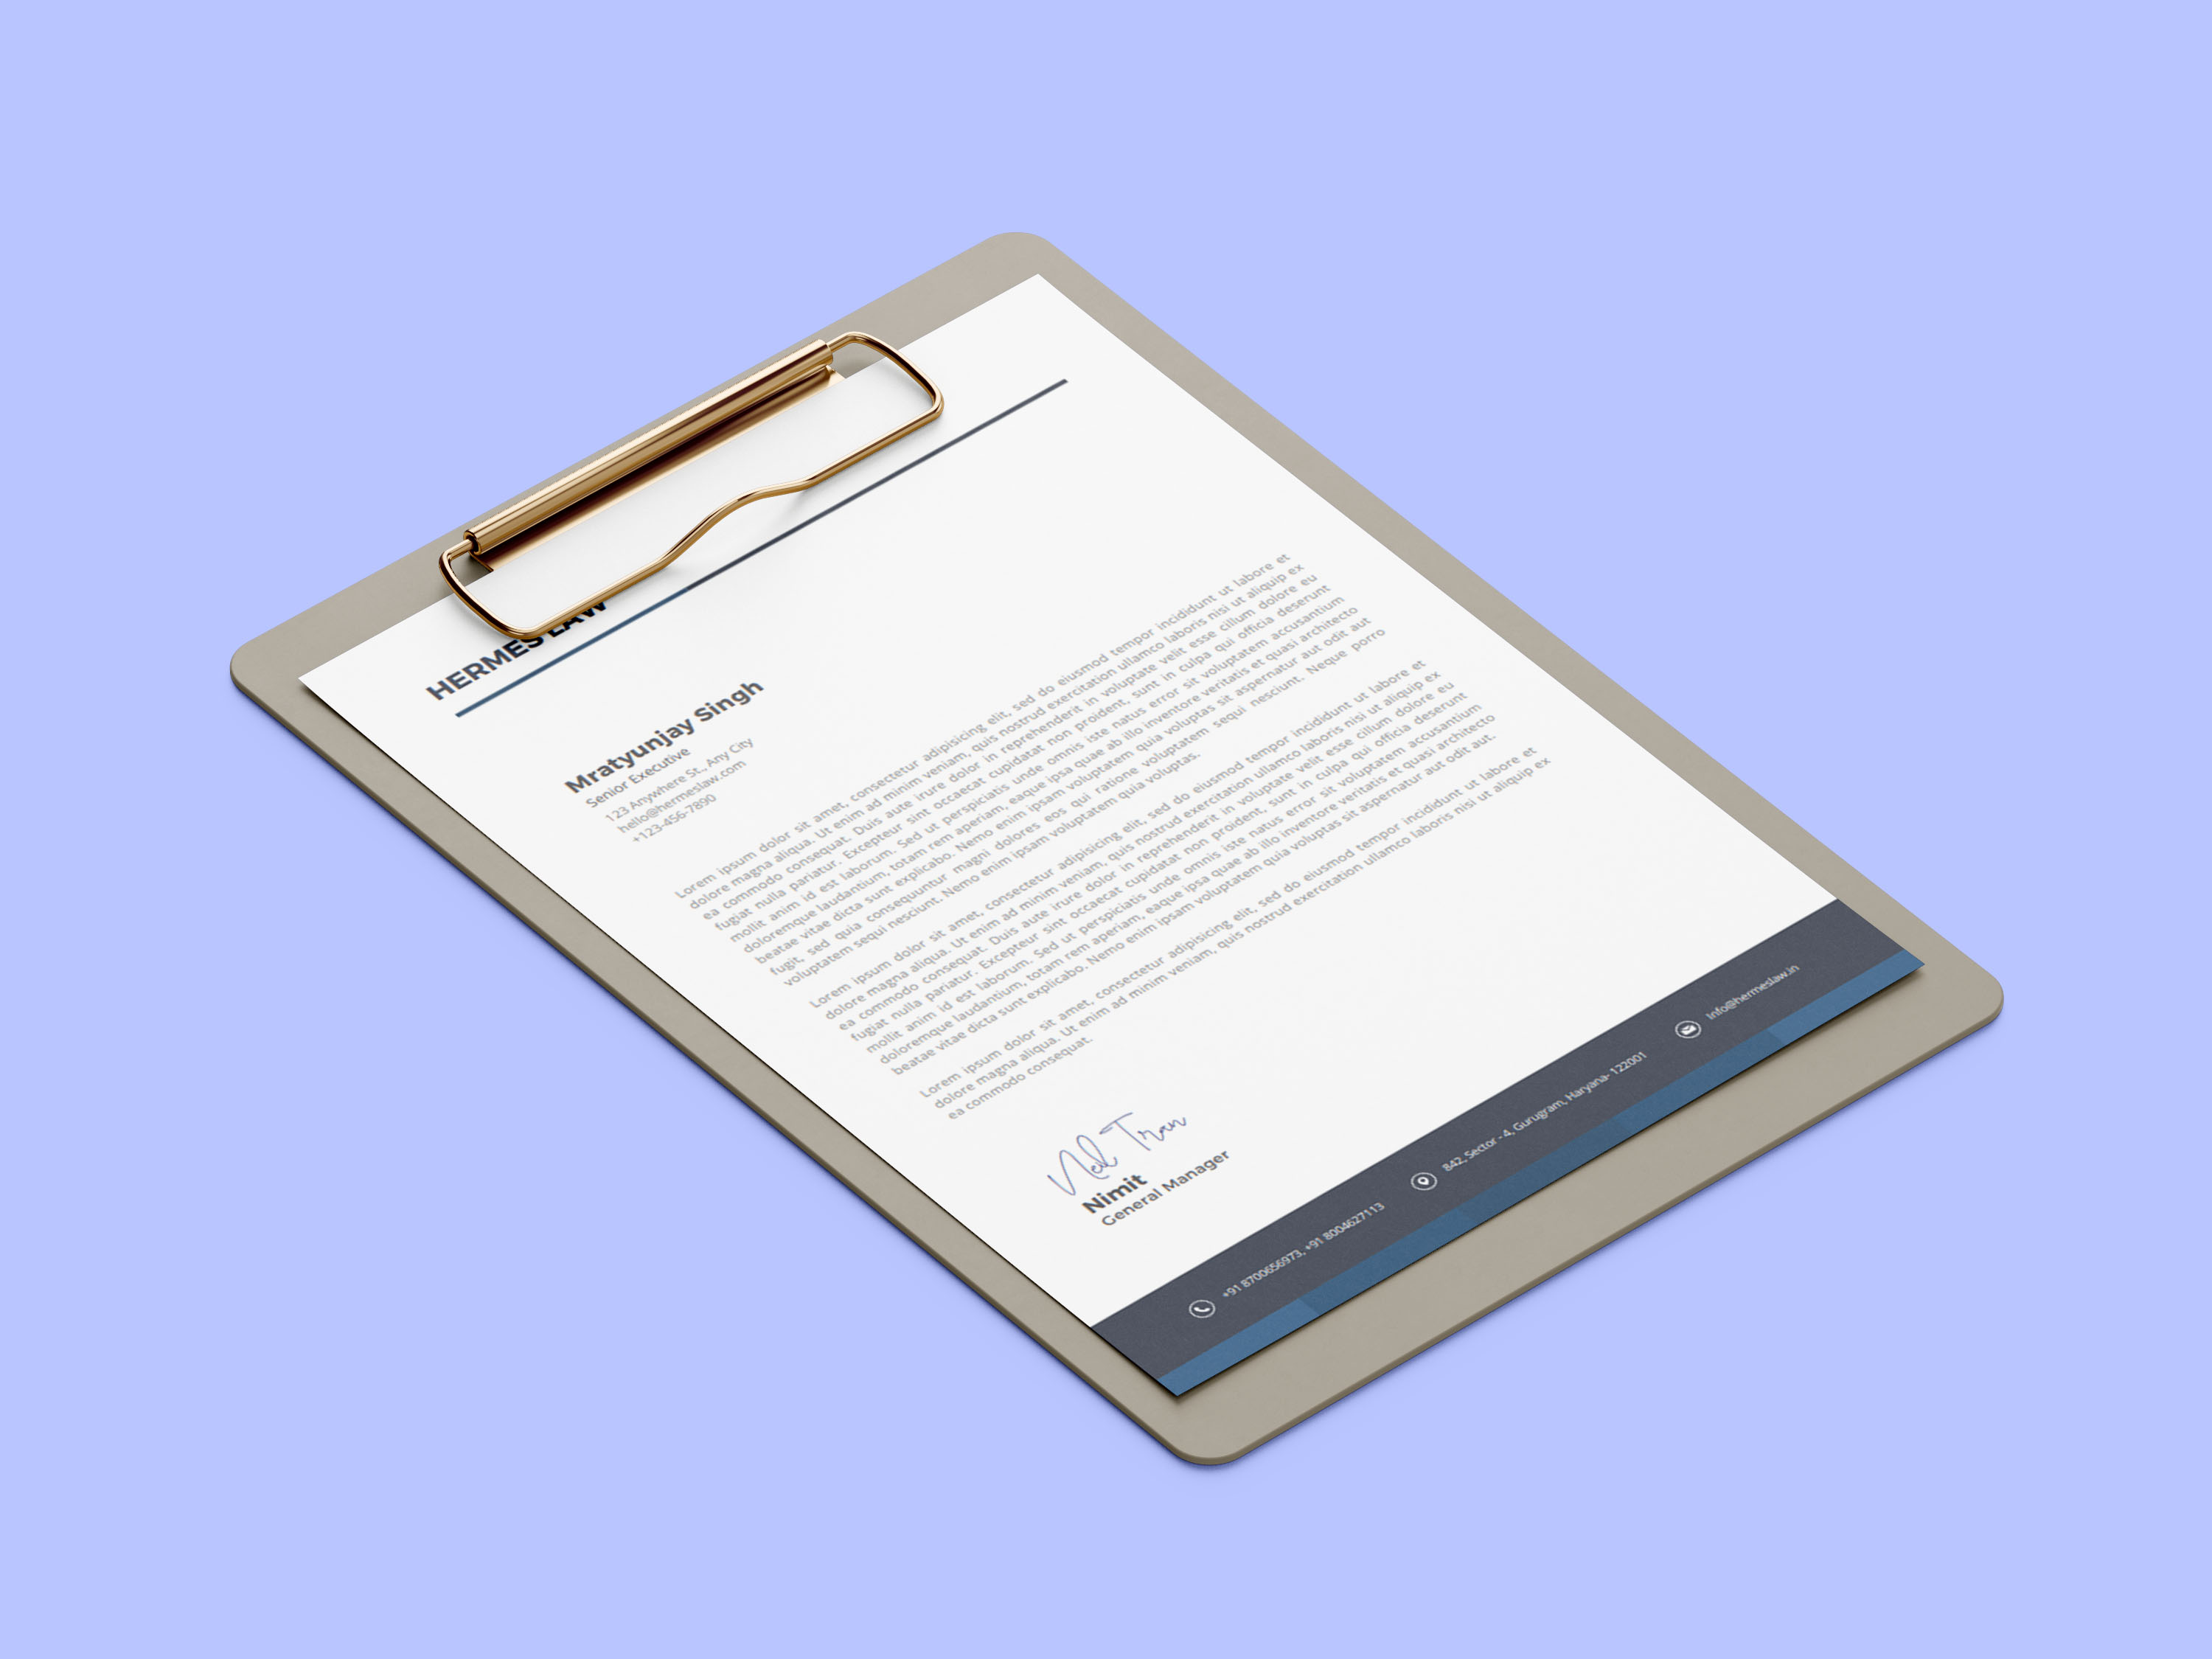 HERMES LAW
Mratyunjay Singh
Senior Executive
123 Anywhere St., Any City
hello@hermeslaw.com
+123-456-7890
Lorem ipsum dolor sit amet, consectetur adipisicing elit, sed do eiusmod tempor incididunt ut labore et
dolore magna aliqua. Ut enim ad minim veniam, quis nostrud exercitation ullamco laboris nisi ut aliquip ex
ea commodo consequat. Duis aute irure dolor in reprehenderit in voluptate velit esse cillum dolore eu
fugiat nulla pariatur. Excepteur sint occaecat cupidatat non proident, sunt in culpa qui officia deserunt
mollit anim id est laborum. Sed ut perspiciatis unde omnis iste natus error sit voluptatem accusantium
doloremque laudantium, totam rem aperiam, eaque ipsa quae ab illo inventore veritatis et quasi architecto
beatae vitae dicta sunt explicabo. Nemo enim ipsam voluptatem quia voluptas sit aspernatur aut odit aut
fugit, sed quia consequuntur magni dolores eos qui ratione voluptatem sequi nesciunt. Neque porro
voluptatem sequi nesciunt. Nemo enim ipsam voluptatem quia voluptas.
Lorem ipsum dolor sit amet, consectetur adipisicing elit, sed do eiusmod tempor incididunt ut labore et
dolore magna aliqua. Ut enim ad minim veniam, quis nostrud exercitation ullamco laboris nisi ut aliquip ex
ea commodo consequat. Duis aute irure dolor in reprehenderit in voluptate velit esse cillum dolore eu
fugiat nulla pariatur. Excepteur sint occaecat cupidatat non proident, sunt in culpa qui officia deserunt
mollit anim id est laborum. Sed ut perspiciatis unde omnis iste natus error sit voluptatem accusantium
doloremque laudantium, totam rem aperiam, eaque ipsa quae ab illo inventore veritatis et quasi architecto
beatae vitae dicta sunt explicabo. Nemo enim ipsam voluptatem quia voluptas sit aspernatur aut odit aut.
Lorem ipsum dolor sit amet, consectetur adipisicing elit, sed do eiusmod tempor incididunt ut labore et
dolore magna aliqua. Ut enim ad minim veniam, quis nostrud exercitation ullamco laboris nisi ut aliquip ex
ea commodo consequat.
Neil Tran
Nimit
General Manager
+91 8700656973, +91 8004627113
842, Sector - 4, Gurugram, Haryana- 122001
info@hermeslaw.in